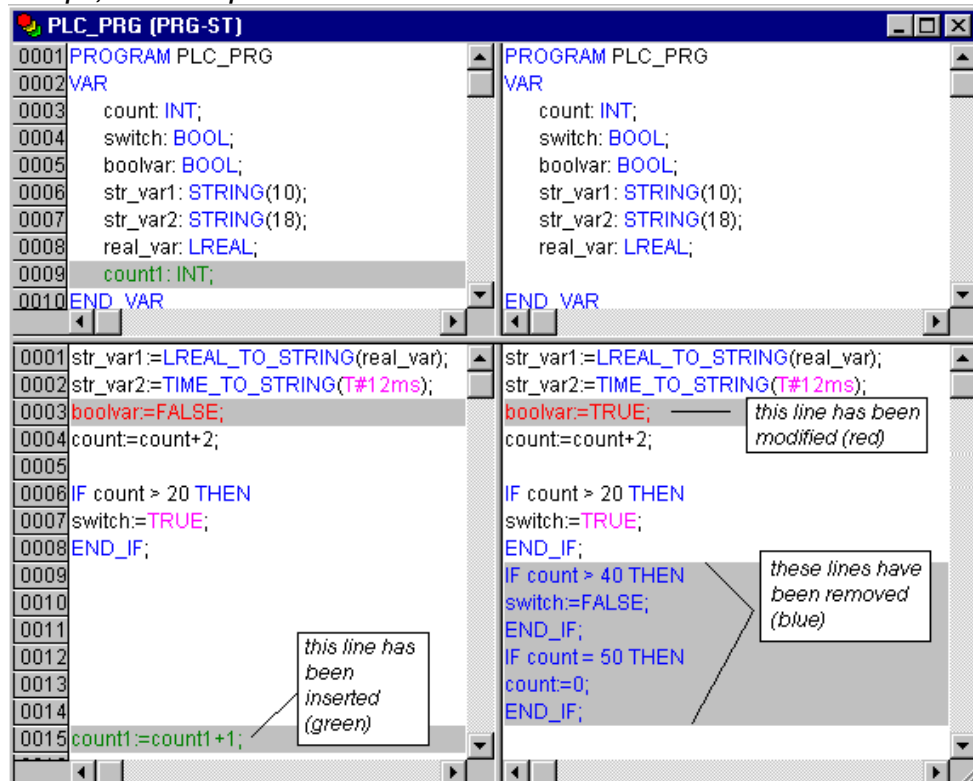 PLC_PRG (PRG-ST)
0001 PROGRAM PLC_PRG
0002 VAR
0003 count: INT;
0004 switch: BOOL;
0005 boolvar: BOOL;
0006 str_var1: STRING(10);
0007 str_var2: STRING(18);
0008 real_var: LREAL;
0009 count1: INT;
0010 END_VAR
PROGRAM PLC_PRG
VAR
count: INT;
switch: BOOL;
boolvar: BOOL;
str_var1: STRING(10);
str_var2: STRING(18);
real_var: LREAL;
END_VAR
0001 str_var1:=LREAL_TO_STRING(real_var);
0002 str_var2:=TIME_TO_STRING(T#12ms);
0003 boolvar:=FALSE;
0004 count:=count+2;
0005
0006 IF count > 20 THEN
0007 switch:=TRUE;
0008 END_IF;
0009
0010
0011
0012
0013
0014
0015 count1:=count1+1;
this line has
been
inserted
(green)
str_var1:=LREAL_TO_STRING(real_var);
str_var2:=TIME_TO_STRING(T#12ms);
boolvar:=TRUE;
this line has been
modified (red)
count:=count+2;
IF count > 20 THEN
switch:=TRUE;
END_IF;
IF count > 40 THEN
switch:=FALSE;
END_IF;
IF count = 50 THEN
count:=0;
END_IF;
these lines have
been removed
(blue)